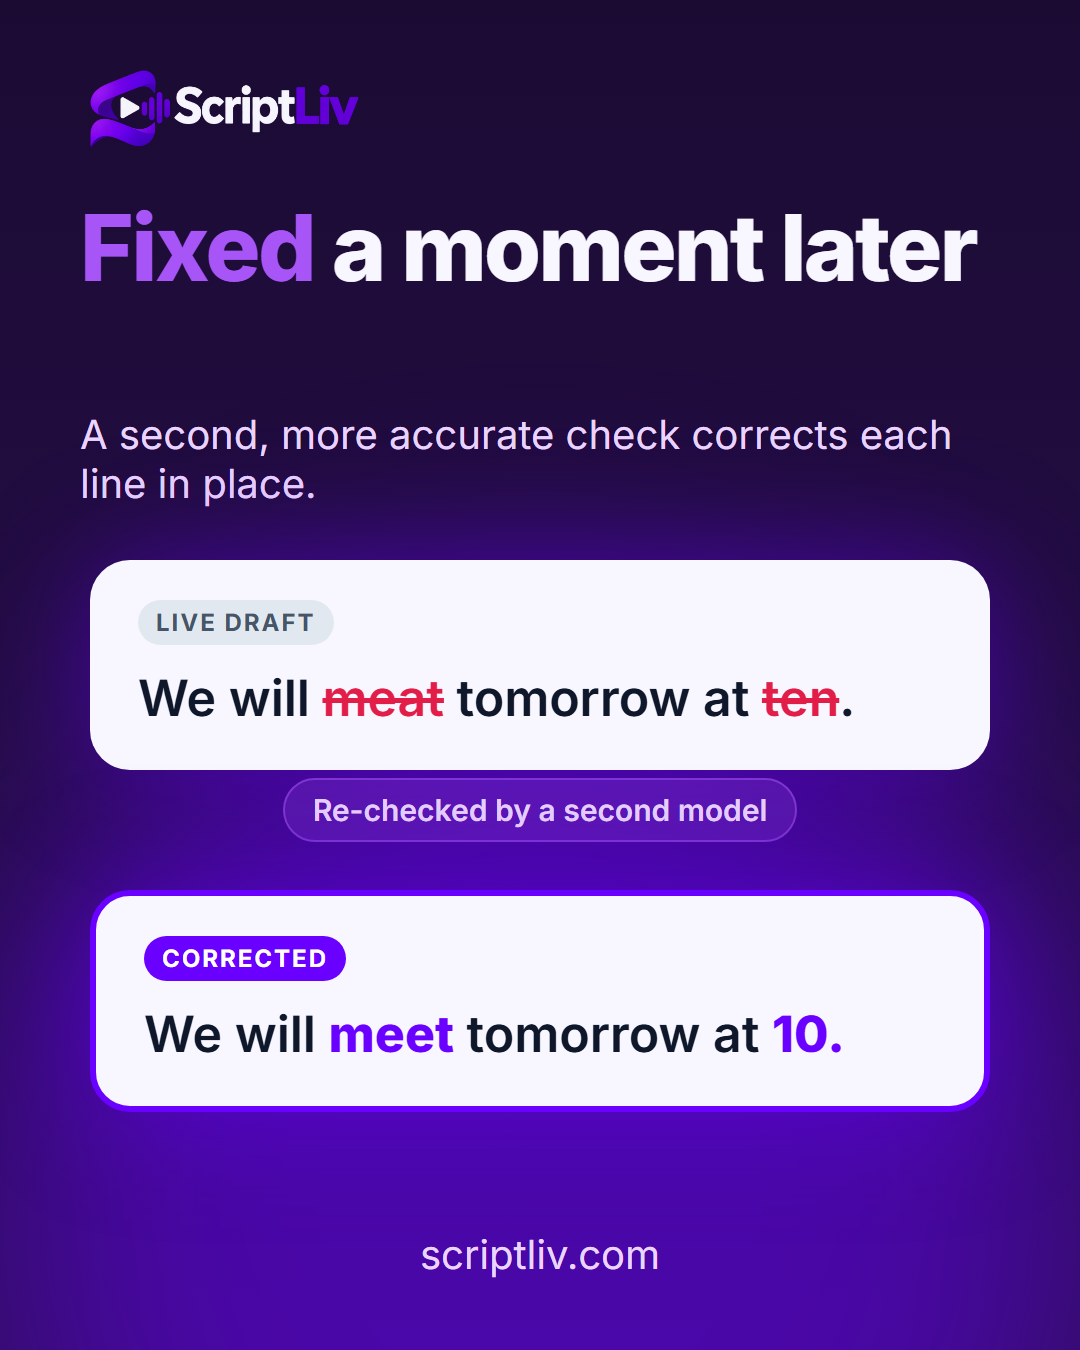 ScriptLiv
Fixed a moment later
A second, more accurate check corrects each
line in place.
LIVE DRAFT
We will meat tomorrow at ten.
Re-checked by a second model
CORRECTED
We will meet tomorrow at 10.
scriptliv.com